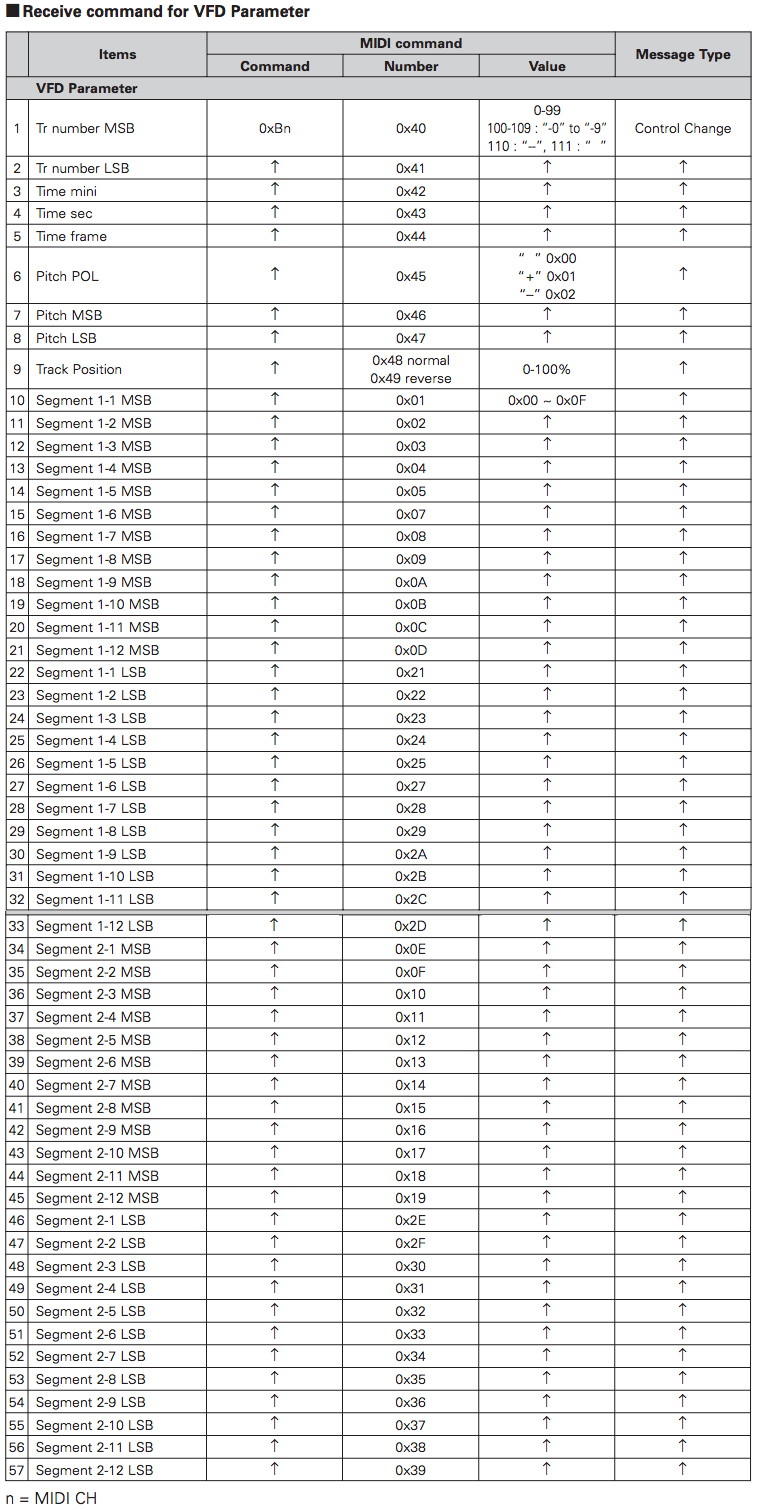 ■ Receive command for VFD Parameter
Items MIDI command Message Type
Command Number Value
VFD Parameter
1 Tr number MSB 0xBn 0x40 0-99 Control Change
100-109 : “-0” to “-9”
110 : “--”, 111 : “ ”
2 Tr number LSB ↑ 0x41 ↑ ↑
3 Time mini ↑ 0x42 ↑ ↑
4 Time sec ↑ 0x43 ↑ ↑
5 Time frame ↑ 0x44 ↑ ↑
6 Pitch POL ↑ 0x45 “ ” 0x00 ↑
“+” 0x01
“–” 0x02
7 Pitch MSB ↑ 0x46 ↑ ↑
8 Pitch LSB ↑ 0x47 ↑ ↑
9 Track Position ↑ 0x48 normal 0-100% ↑
0x49 reverse
10 Segment 1-1 MSB ↑ 0x01 0x00 ~ 0x0F ↑
11 Segment 1-2 MSB ↑ 0x02 ↑ ↑
12 Segment 1-3 MSB ↑ 0x03 ↑ ↑
13 Segment 1-4 MSB ↑ 0x04 ↑ ↑
14 Segment 1-5 MSB ↑ 0x05 ↑ ↑
15 Segment 1-6 MSB ↑ 0x07 ↑ ↑
16 Segment 1-7 MSB ↑ 0x08 ↑ ↑
17 Segment 1-8 MSB ↑ 0x09 ↑ ↑
18 Segment 1-9 MSB ↑ 0x0A ↑ ↑
19 Segment 1-10 MSB ↑ 0x0B ↑ ↑
20 Segment 1-11 MSB ↑ 0x0C ↑ ↑
21 Segment 1-12 MSB ↑ 0x0D ↑ ↑
22 Segment 1-1 LSB ↑ 0x21 ↑ ↑
23 Segment 1-2 LSB ↑ 0x22 ↑ ↑
24 Segment 1-3 LSB ↑ 0x23 ↑ ↑
25 Segment 1-4 LSB ↑ 0x24 ↑ ↑
26 Segment 1-5 LSB ↑ 0x25 ↑ ↑
27 Segment 1-6 LSB ↑ 0x27 ↑ ↑
28 Segment 1-7 LSB ↑ 0x28 ↑ ↑
29 Segment 1-8 LSB ↑ 0x29 ↑ ↑
30 Segment 1-9 LSB ↑ 0x2A ↑ ↑
31 Segment 1-10 LSB ↑ 0x2B ↑ ↑
32 Segment 1-11 LSB ↑ 0x2C ↑ ↑
33 Segment 1-12 LSB ↑ 0x2D ↑ ↑
34 Segment 2-1 MSB ↑ 0x0E ↑ ↑
35 Segment 2-2 MSB ↑ 0x0F ↑ ↑
36 Segment 2-3 MSB ↑ 0x10 ↑ ↑
37 Segment 2-4 MSB ↑ 0x11 ↑ ↑
38 Segment 2-5 MSB ↑ 0x12 ↑ ↑
39 Segment 2-6 MSB ↑ 0x13 ↑ ↑
40 Segment 2-7 MSB ↑ 0x14 ↑ ↑
41 Segment 2-8 MSB ↑ 0x15 ↑ ↑
42 Segment 2-9 MSB ↑ 0x16 ↑ ↑
43 Segment 2-10 MSB ↑ 0x17 ↑ ↑
44 Segment 2-11 MSB ↑ 0x18 ↑ ↑
45 Segment 2-12 MSB ↑ 0x19 ↑ ↑
46 Segment 2-1 LSB ↑ 0x2E ↑ ↑
47 Segment 2-2 LSB ↑ 0x2F ↑ ↑
48 Segment 2-3 LSB ↑ 0x30 ↑ ↑
49 Segment 2-4 LSB ↑ 0x31 ↑ ↑
50 Segment 2-5 LSB ↑ 0x32 ↑ ↑
51 Segment 2-6 LSB ↑ 0x33 ↑ ↑
52 Segment 2-7 LSB ↑ 0x34 ↑ ↑
53 Segment 2-8 LSB ↑ 0x35 ↑ ↑
54 Segment 2-9 LSB ↑ 0x36 ↑ ↑
55 Segment 2-10 LSB ↑ 0x37 ↑ ↑
56 Segment 2-11 LSB ↑ 0x38 ↑ ↑
57 Segment 2-12 LSB ↑ 0x39 ↑ ↑
n = MIDI CH